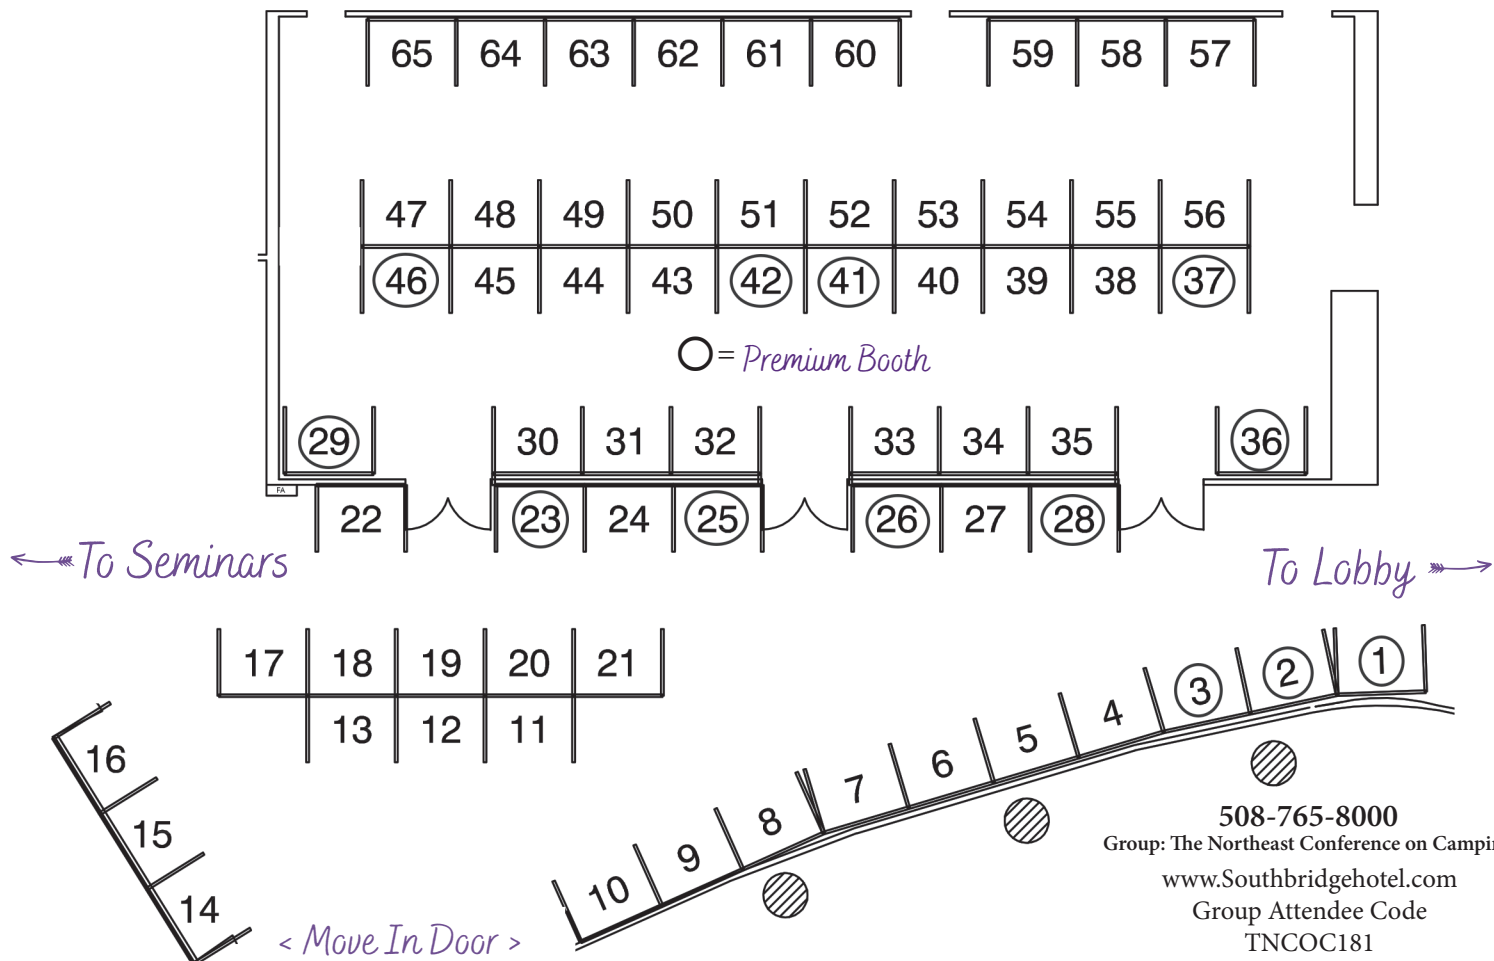 65 64 63 62 61 60 59 58 57
47 48 49 50 51 52 53 54 55 56
46 45 44 43 42 41 40 39 38 37
= Premium Booth
29 30 31 32 33 34 35 36
FA
22 23 24 25 26 27 28
To Seminars
To Lobby
17 18 19 20 21
13 12 11
16
15
14
10 9 8 7 6 5 4 3 2 1
< Move In Door >
508-765-8000
Group: The Northeast Conference on Campin
www.Southbridgehotel.com
Group Attendee Code
TNCOC181